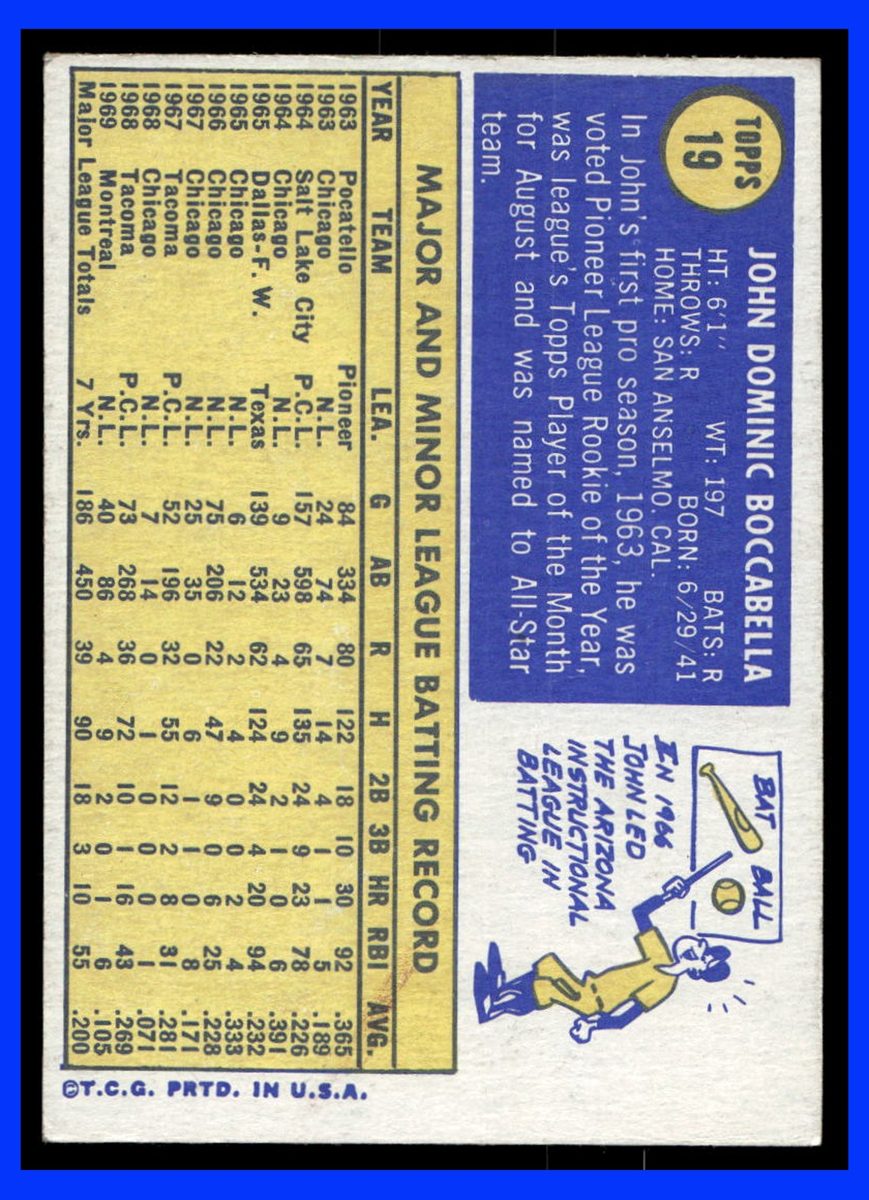 TOPPS
19
JOHN DOMINIC BOCCABELLA
HT: 6'1" WT: 197 BATS: R
THROWS: R BORN: 6/29/41
HOME: SAN ANSELMO, CAL.
In John's first pro season, 1963, he was
voted Pioneer League Rookie of the Year,
was league's Topps Player of the Month
for August and was named to All-Star
team.
BAT BALL
IN 1966
JOHN LED
THE ARIZONA
INSTRUCTIONAL
LEAGUE IN
BATTING
MAJOR AND MINOR LEAGUE BATTING RECORD
YEAR TEAM LEA. G AB R H 2B 3B HR RBI AVG.
1963 Pocatello Pioneer 84 334 80 122 18 10 30 92 .365
1963 Chicago N.L. 24 74 7 14 4 1 1 5 .189
1964 Salt Lake City P.C.L. 157 598 65 135 24 9 23 78 .226
1964 Chicago N.L. 9 23 4 9 2 1 0 6 .391
1965 Dallas-F. W. Texas 139 534 62 124 24 4 20 94 .232
1965 Chicago N.L. 6 12 2 4 0 0 2 4 .333
1966 Chicago N.L. 75 206 22 47 9 0 6 25 .228
1967 Chicago N.L. 25 35 0 6 1 1 0 8 .171
1967 Tacoma P.C.L. 52 196 32 55 12 2 8 31 .281
1968 Chicago N.L. 7 14 0 1 0 0 0 1 .071
1968 Tacoma P.C.L. 73 268 36 72 10 1 16 43 .269
1969 Montreal N.L. 40 86 4 9 2 0 1 6 .105
Major League Totals 7 Yrs. 186 450 39 90 18 3 10 55 .200
©T.C.G. PRTD. IN U.S.A.